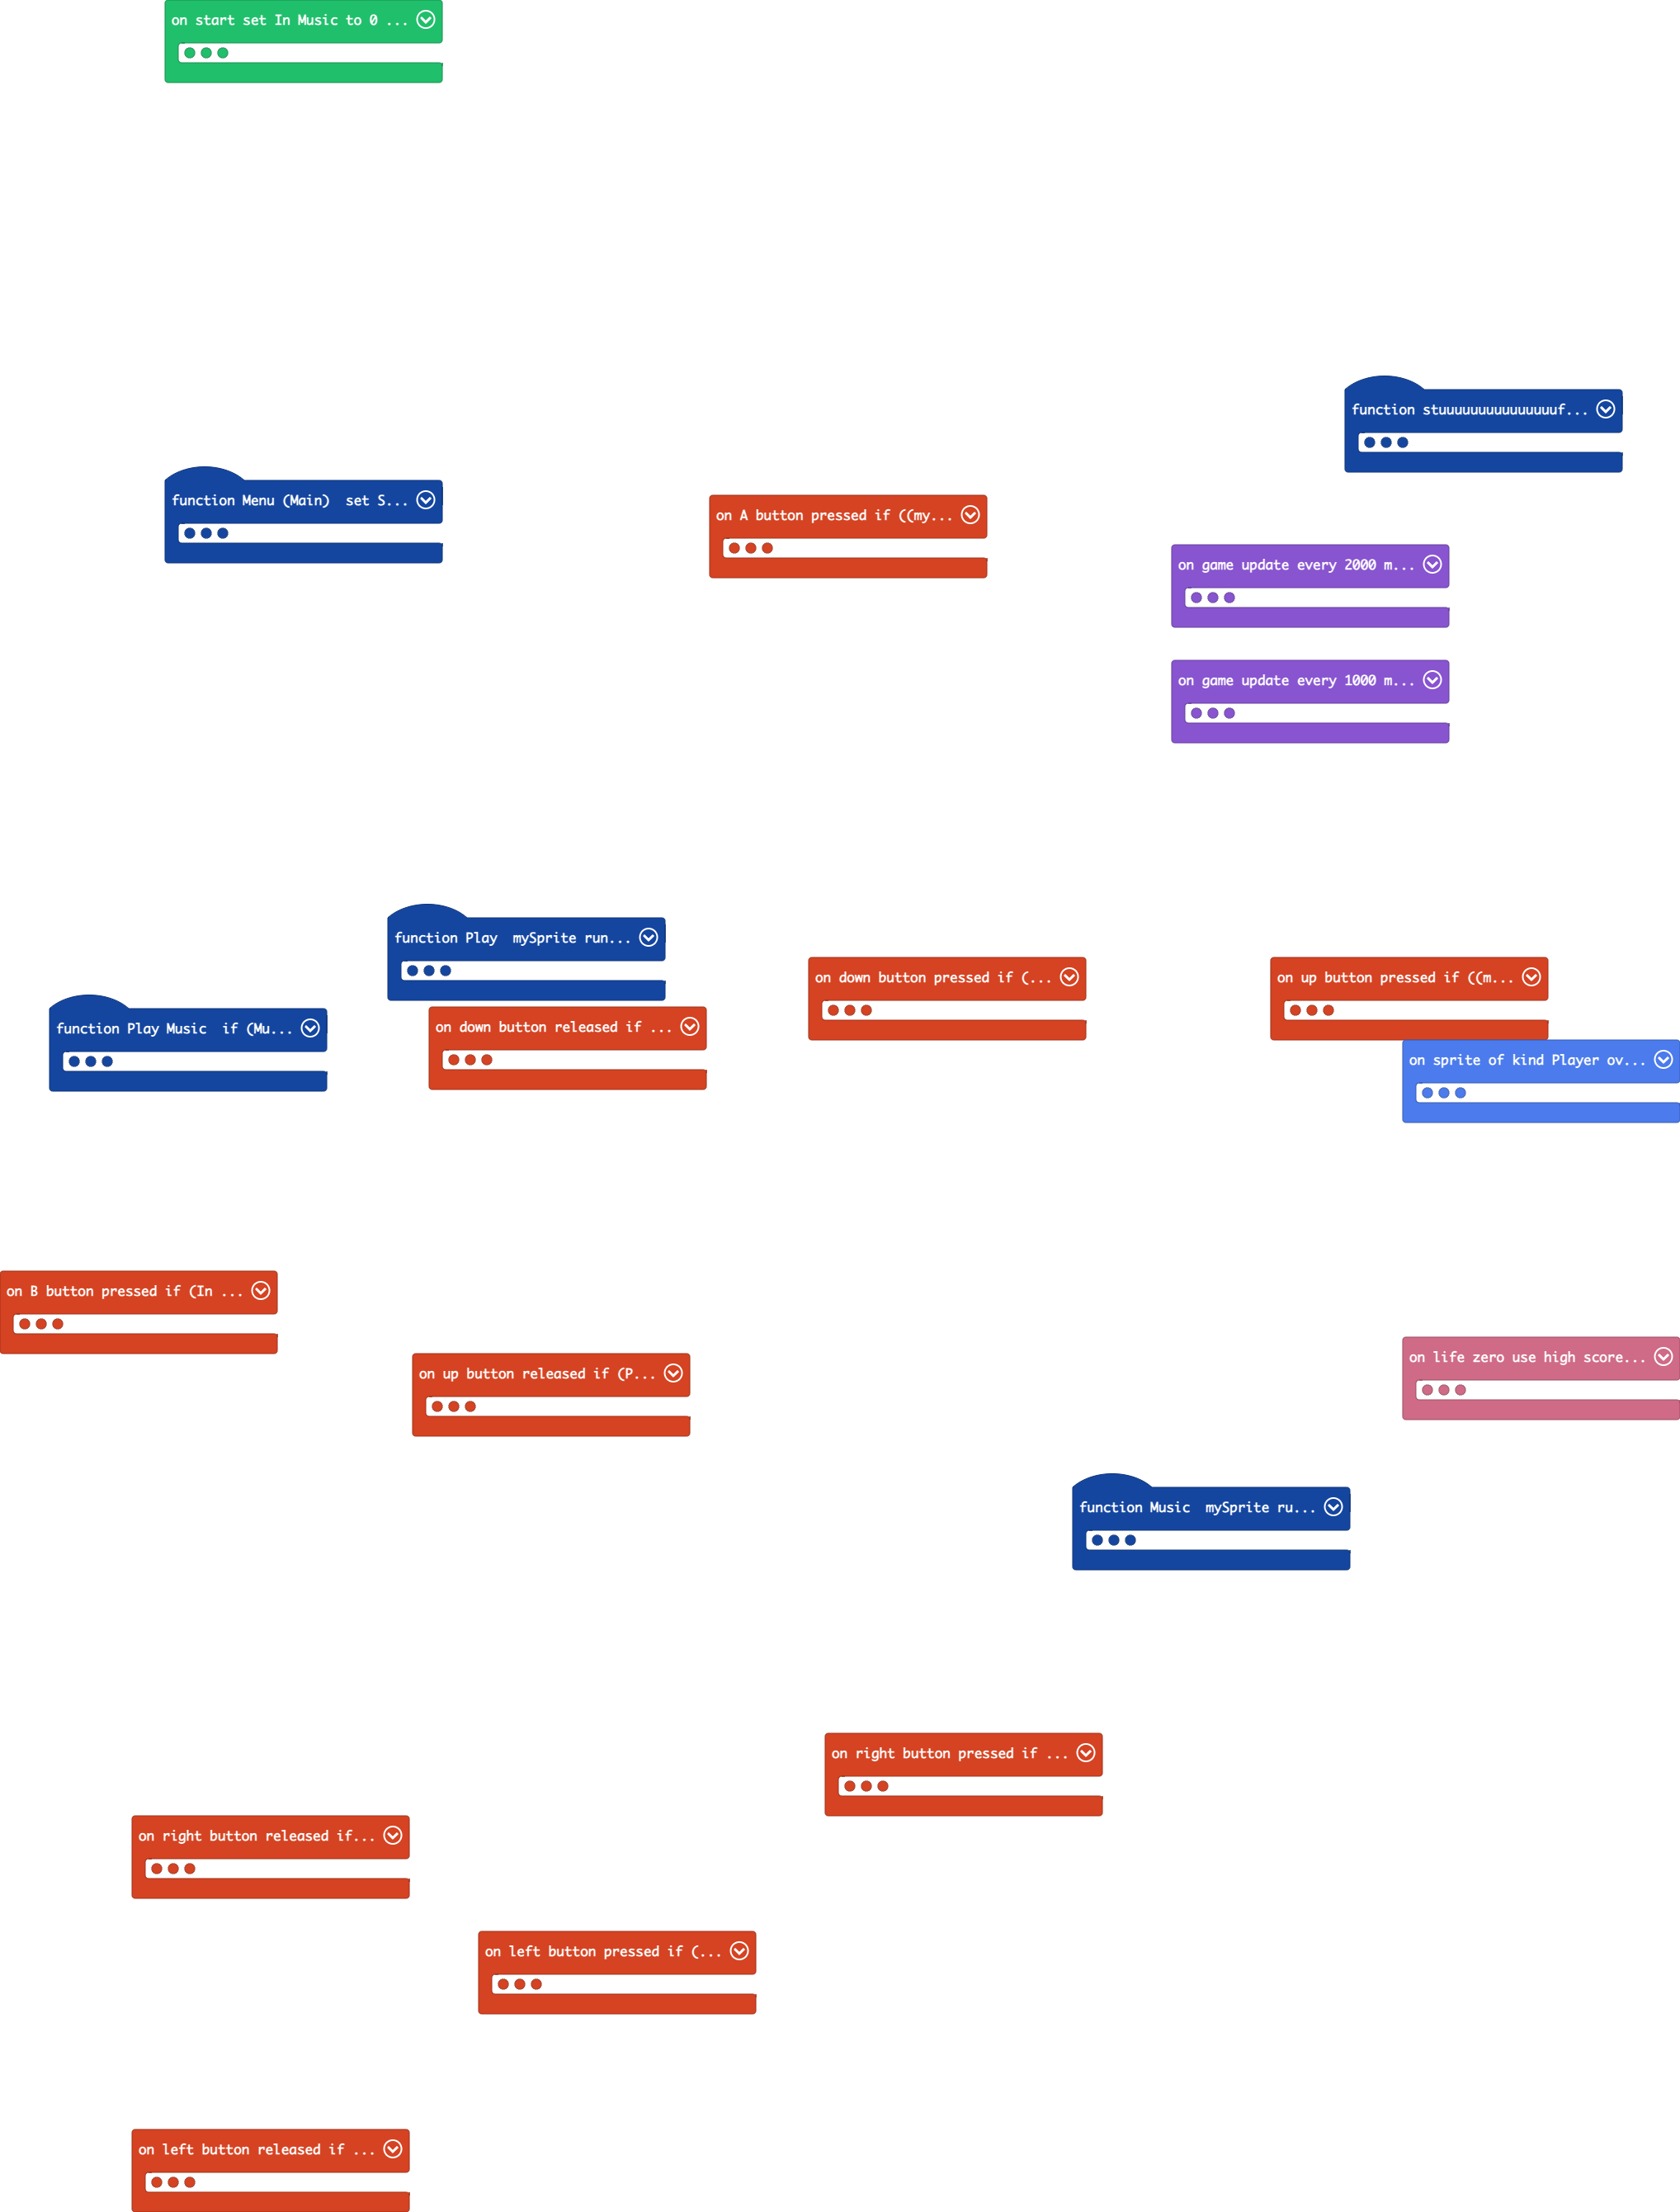 on start set In Music to 0 ...
function stuuuuuuuuuuuuuuuf...
function Menu (Main)  set S...
on A button pressed if ((my...
on game update every 2000 m...
on game update every 1000 m...
function Play  mySprite run...
on down button pressed if (...
on up button pressed if ((m...
function Play Music  if (Mu...
on down button released if ...
on sprite of kind Player ov...
on B button pressed if (In ...
on life zero use high score...
on up button released if (P...
function Music  mySprite ru...
on right button pressed if ...
on right button released if...
on left button pressed if (...
on left button released if ...